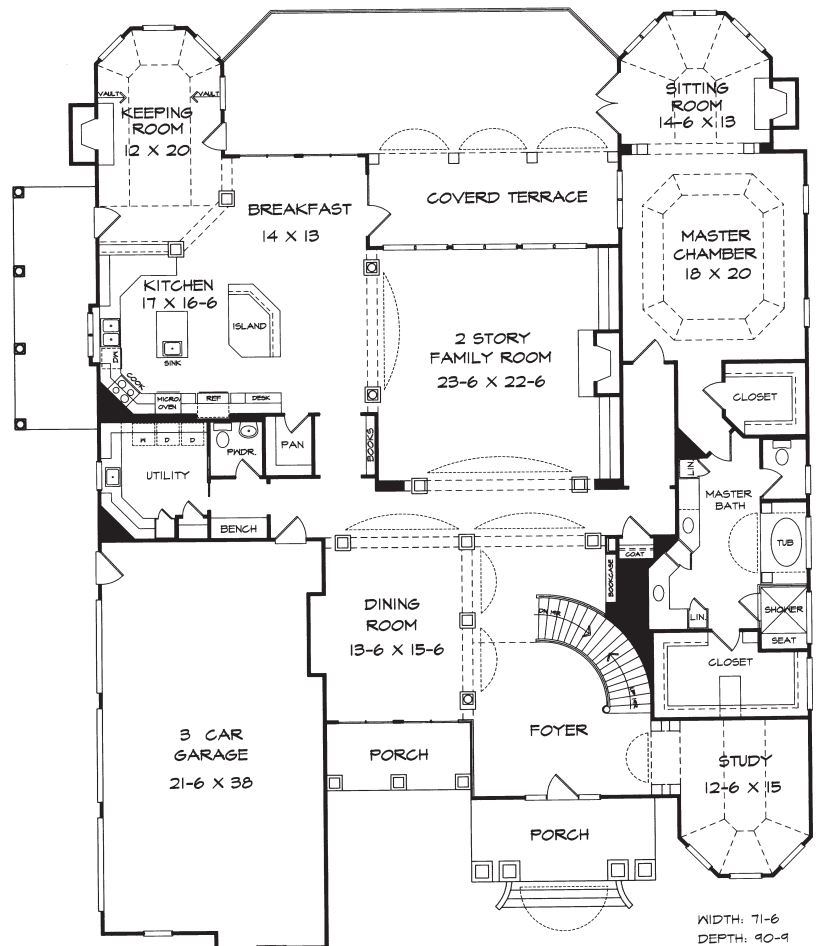 VAULT
VAULT
KEEPING
ROOM
12 X 20
SITTING
ROOM
14-6 X 13
BREAKFAST
14 X 13
COVERD TERRACE
MASTER
CHAMBER
18 X 20
KITCHEN
17 X 16-6
ISLAND
SINK
2 STORY
FAMILY ROOM
23-6 X 22-6
DW
COOK
MICRO/
OVEN
REF
DESK
CLOSET
W
D
D
PWDR.
PAN
BOOKS
UTILITY
LIN
MASTER
BATH
BENCH
TUB
COAT
BOOKCASE
DINING
ROOM
13-6 X 15-6
SHOWER
LIN.
SEAT
CLOSET
3 CAR
GARAGE
21-6 X 38
PORCH
FOYER
STUDY
12-6 X 15
PORCH
WIDTH: 71-6
DEPTH: 90-9